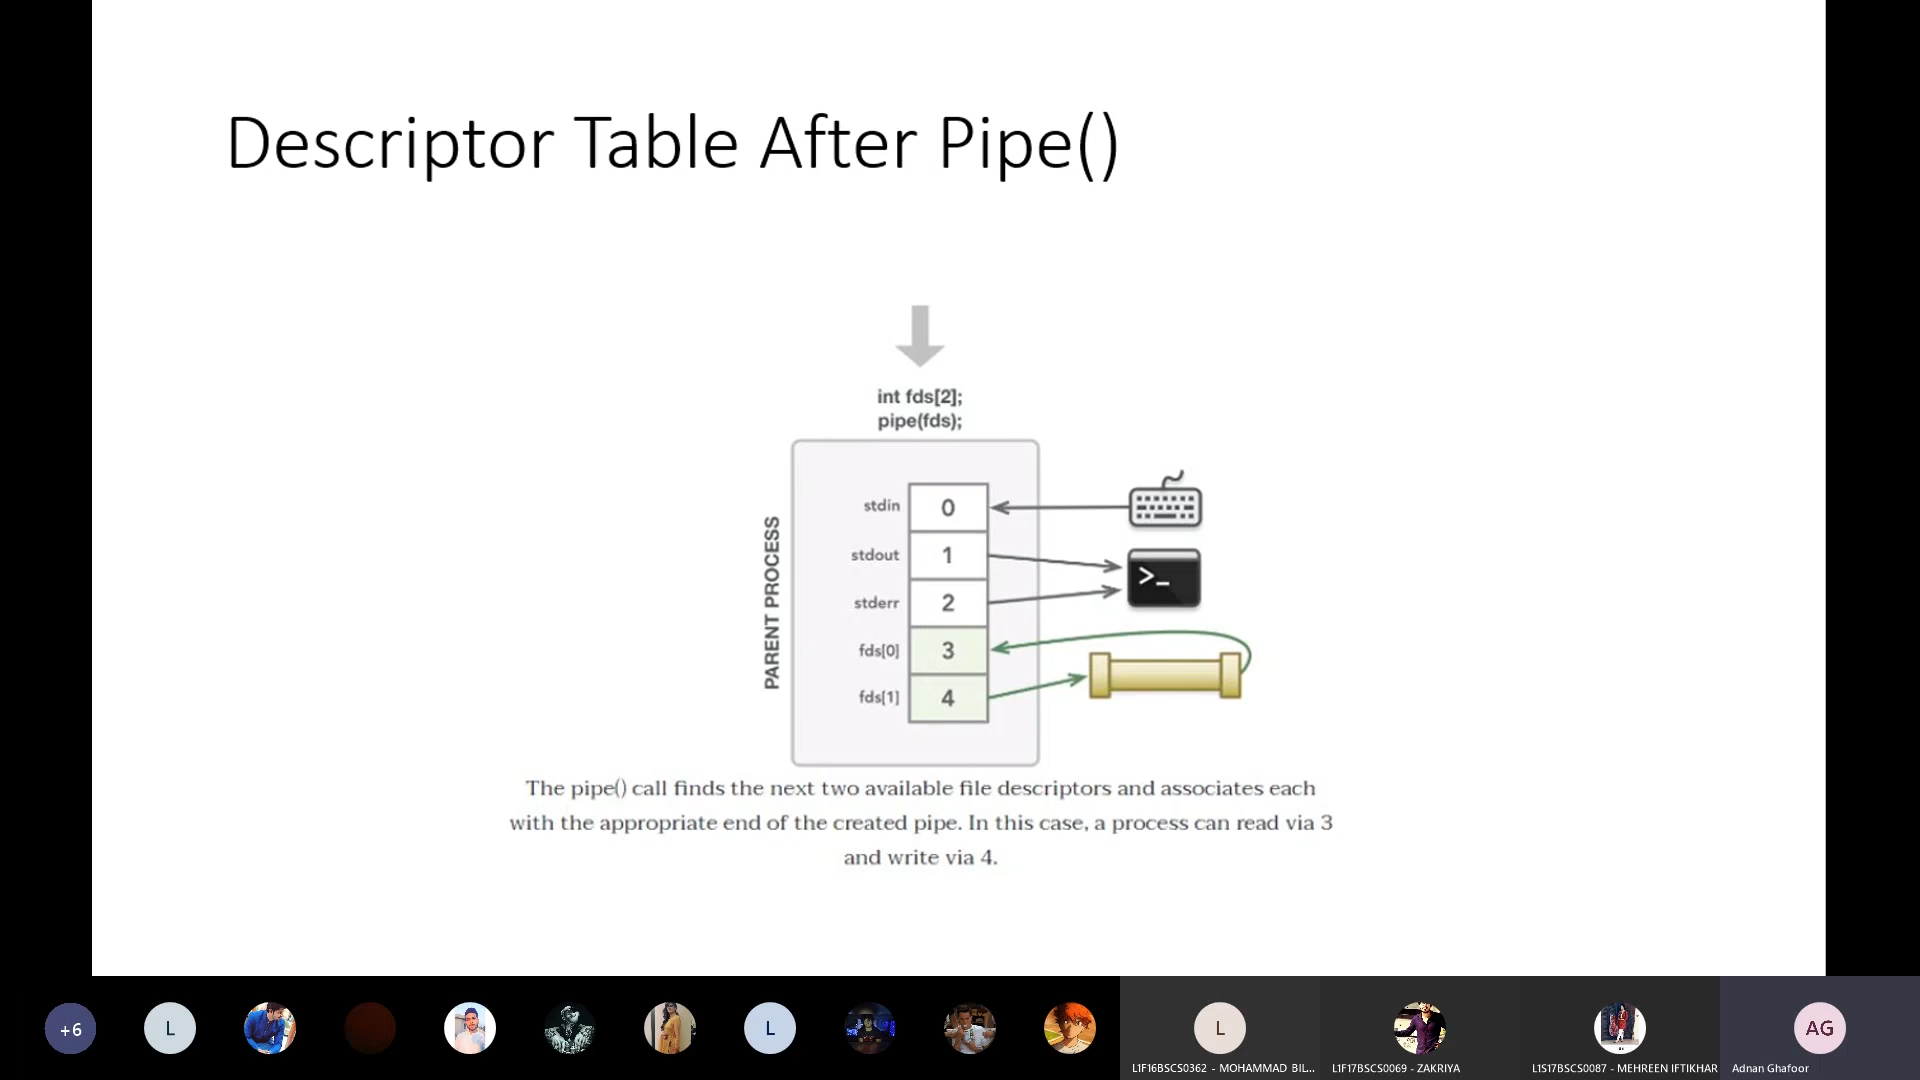 Descriptor Table After Pipe()
int fds[2];
pipe(fds);
PARENT PROCESS
stdin 0
stdout 1
>_
stderr 2
fds[0] 3
fds[1] 4
The pipe() call finds the next two available file descriptors and associates each
with the appropriate end of the created pipe. In this case, a process can read via 3
and write via 4.
+6
L
L
L
AG
L1F16BSCS0362 - MOHAMMAD BIL...
L1F17BSCS0069 - ZAKRIYA
L1S17BSCS0087 - MEHREEN IFTIKHAR
Adnan Ghafoor